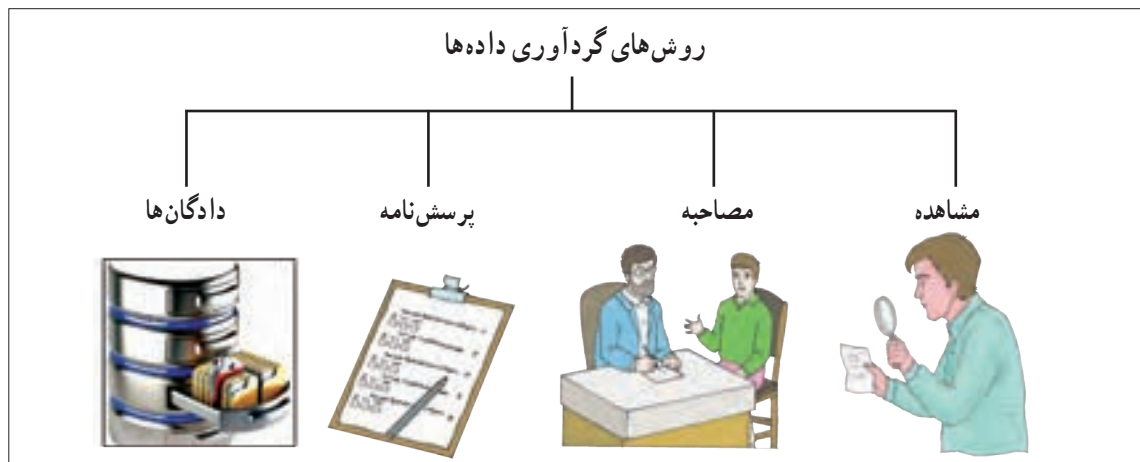 روش‌های گردآوری داده‌ها
مشاهده
مصاحبه
پرسش‌نامه
دادگان‌ها